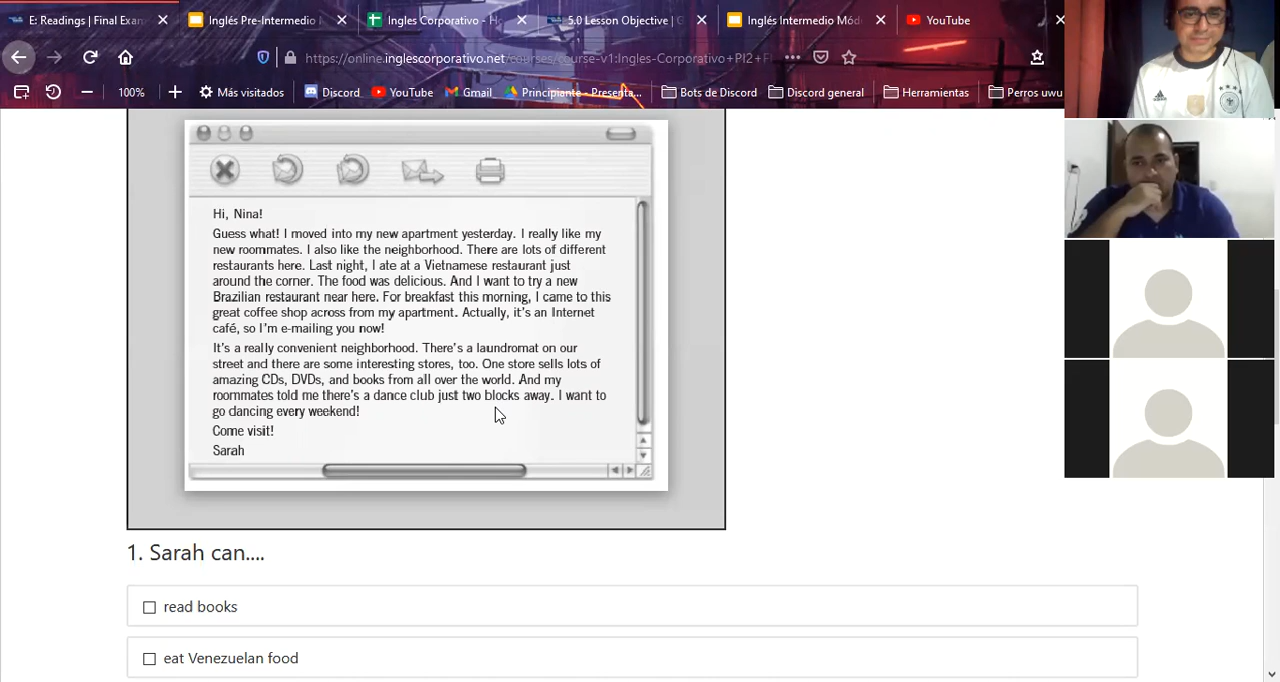 E: Readings | Final Exam
Inglés Pre-Intermedio
Ingles Corporativo - Ho
5.0 Lesson Objective | G
Inglés Intermedio Mód
YouTube
https://online.inglescorporativo.net/courses/course-v1:Ingles-Corporativo+PI2+F
100%
Más visitados
Discord
YouTube
Gmail
Principiante - Presenta...
Bots de Discord
Discord general
Herramientas
Perros uwu
Hi, Nina!
Guess what! I moved into my new apartment yesterday. I really like my
new roommates. I also like the neighborhood. There are lots of different
restaurants here. Last night, I ate at a Vietnamese restaurant just
around the corner. The food was delicious. And I want to try a new
Brazilian restaurant near here. For breakfast this morning, I came to this
great coffee shop across from my apartment. Actually, it's an Internet
café, so I'm e-mailing you now!
It's a really convenient neighborhood. There's a laundromat on our
street and there are some interesting stores, too. One store sells lots of
amazing CDs, DVDs, and books from all over the world. And my
roommates told me there's a dance club just two blocks away. I want to
go dancing every weekend!
Come visit!
Sarah
1. Sarah can....
read books
eat Venezuelan food